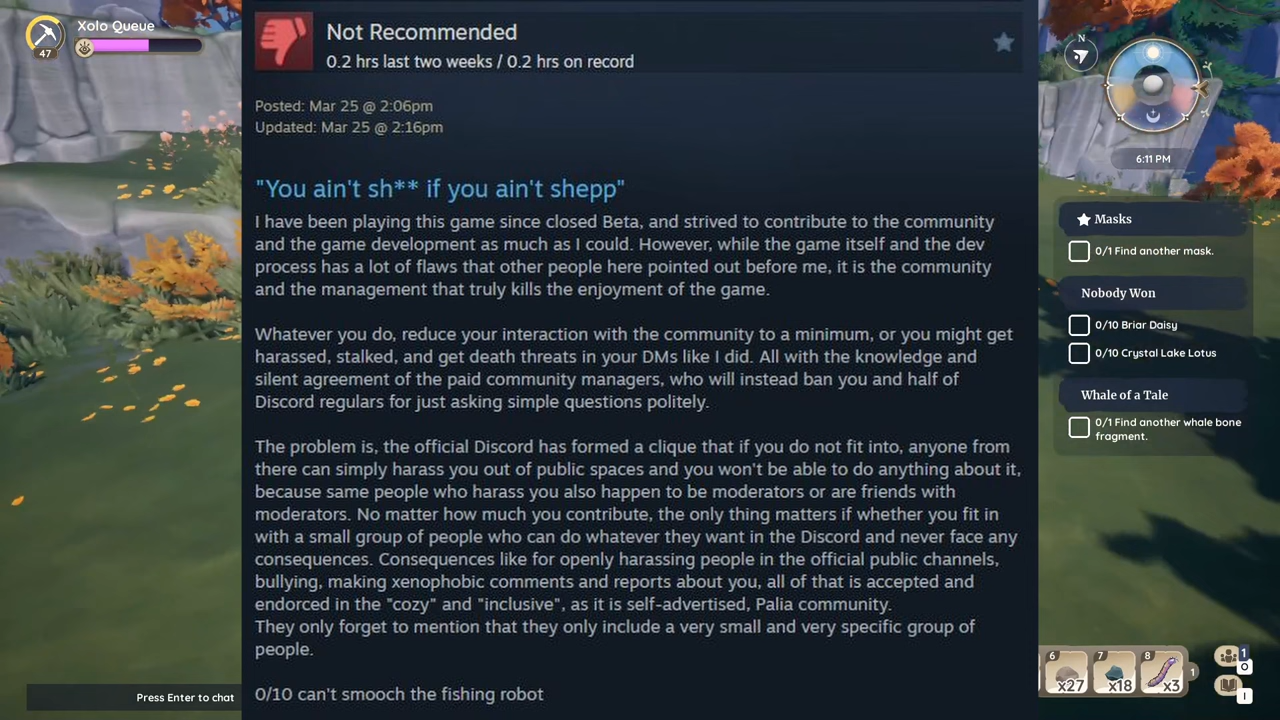 Xolo Queue
47
Not Recommended
0.2 hrs last two weeks / 0.2 hrs on record
Posted: Mar 25 @ 2:06pm
Updated: Mar 25 @ 2:16pm
"You ain't sh** if you ain't shepp"
I have been playing this game since closed Beta, and strived to contribute to the community
and the game development as much as I could. However, while the game itself and the dev
process has a lot of flaws that other people here pointed out before me, it is the community
and the management that truly kills the enjoyment of the game.
Whatever you do, reduce your interaction with the community to a minimum, or you might get
harassed, stalked, and get death threats in your DMs like I did. All with the knowledge and
silent agreement of the paid community managers, who will instead ban you and half of
Discord regulars for just asking simple questions politely.
The problem is, the official Discord has formed a clique that if you do not fit into, anyone from
there can simply harass you out of public spaces and you won't be able to do anything about it,
because same people who harass you also happen to be moderators or are friends with
moderators. No matter how much you contribute, the only thing matters if whether you fit in
with a small group of people who can do whatever they want in the Discord and never face any
consequences. Consequences like for openly harassing people in the official public channels,
bullying, making xenophobic comments and reports about you, all of that is accepted and
endorced in the "cozy" and "inclusive", as it is self-advertised, Palia community.
They only forget to mention that they only include a very small and very specific group of
people.
0/10 can't smooch the fishing robot
Press Enter to chat
N
6:11 PM
Masks
0/1 Find another mask.
Nobody Won
0/10 Briar Daisy
0/10 Crystal Lake Lotus
Whale of a Tale
0/1 Find another whale bone
fragment.
6
x27
7
x18
8
x3
1
1
O
I